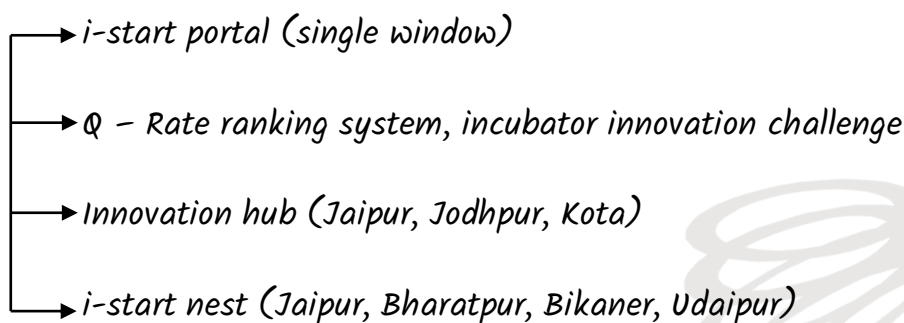 i-start portal (single window)
Q – Rate ranking system, incubator innovation challenge
Innovation hub (Jaipur, Jodhpur, Kota)
i-start nest (Jaipur, Bharatpur, Bikaner, Udaipur)